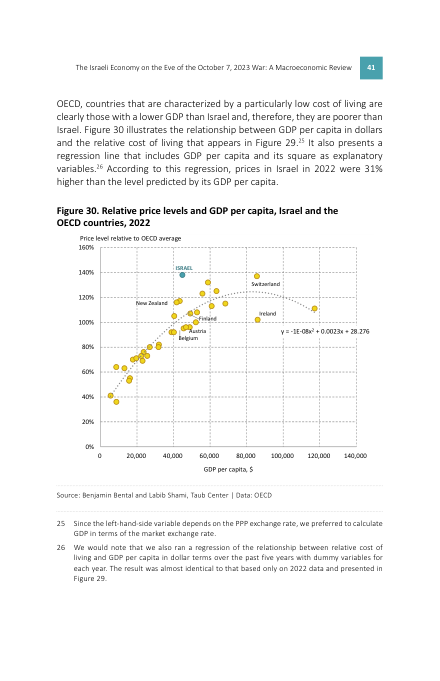 The Israeli Economy on the Eve of the October 7, 2023 War: A Macroeconomic Review 41
OECD, countries that are characterized by a particularly low cost of living are
clearly those with a lower GDP than Israel and, therefore, they are poorer than
Israel. Figure 30 illustrates the relationship between GDP per capita in dollars
and the relative cost of living that appears in Figure 29.25 It also presents a
regression line that includes GDP per capita and its square as explanatory
variables.26 According to this regression, prices in Israel in 2022 were 31%
higher than the level predicted by its GDP per capita.
Figure 30. Relative price levels and GDP per capita, Israel and the
OECD countries, 2022
Price level relative to OECD average
160%
140%
120%
100%
80%
60%
40%
20%
0%
ISRAEL
Switzerland
New Zealand
Ireland
Finland
Austria
Belgium
y = -1E-08x² + 0.0023x + 28.276
0 20,000 40,000 60,000 80,000 100,000 120,000 140,000
GDP per capita, $
Source: Benjamin Bental and Labib Shami, Taub Center | Data: OECD
25 Since the left-hand-side variable depends on the PPP exchange rate, we preferred to calculate
GDP in terms of the market exchange rate.
26 We would note that we also ran a regression of the relationship between relative cost of
living and GDP per capita in dollar terms over the past five years with dummy variables for
each year. The result was almost identical to that based only on 2022 data and presented in
Figure 29.